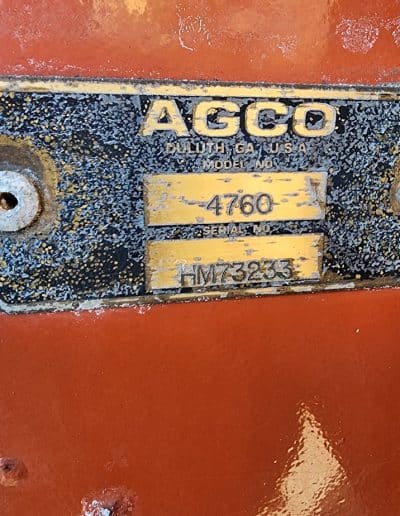 AGCO
DULUTH, GA., U.S.A.
MODEL NO.
4760
SERIAL NO.
HM73233